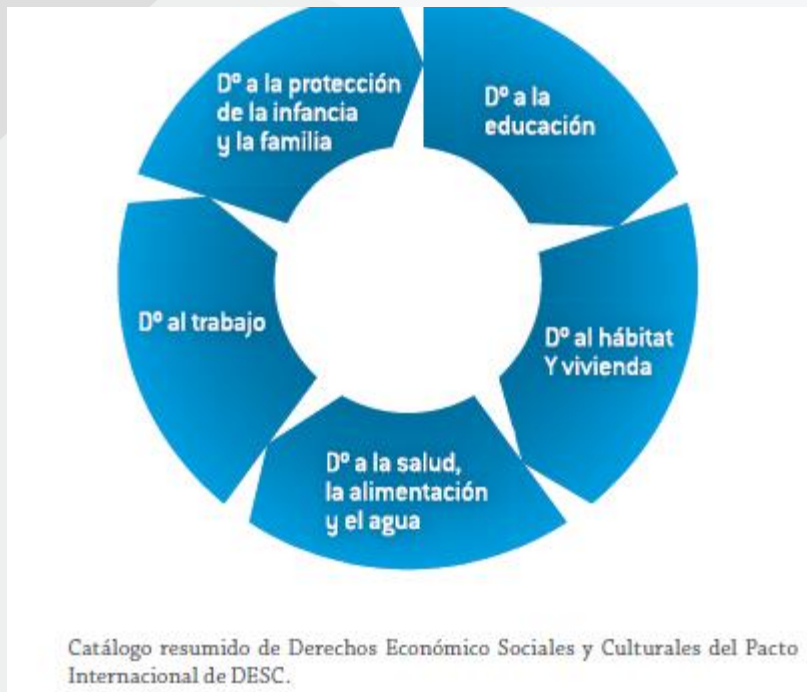 Dº a la protección
de la infancia
y la familia
Dº a la
educación
Dº al trabajo
Dº al hábitat
Y vivienda
Dº a la salud,
la alimentación
y el agua
Catálogo resumido de Derechos Económico Sociales y Culturales del Pacto
Internacional de DESC.